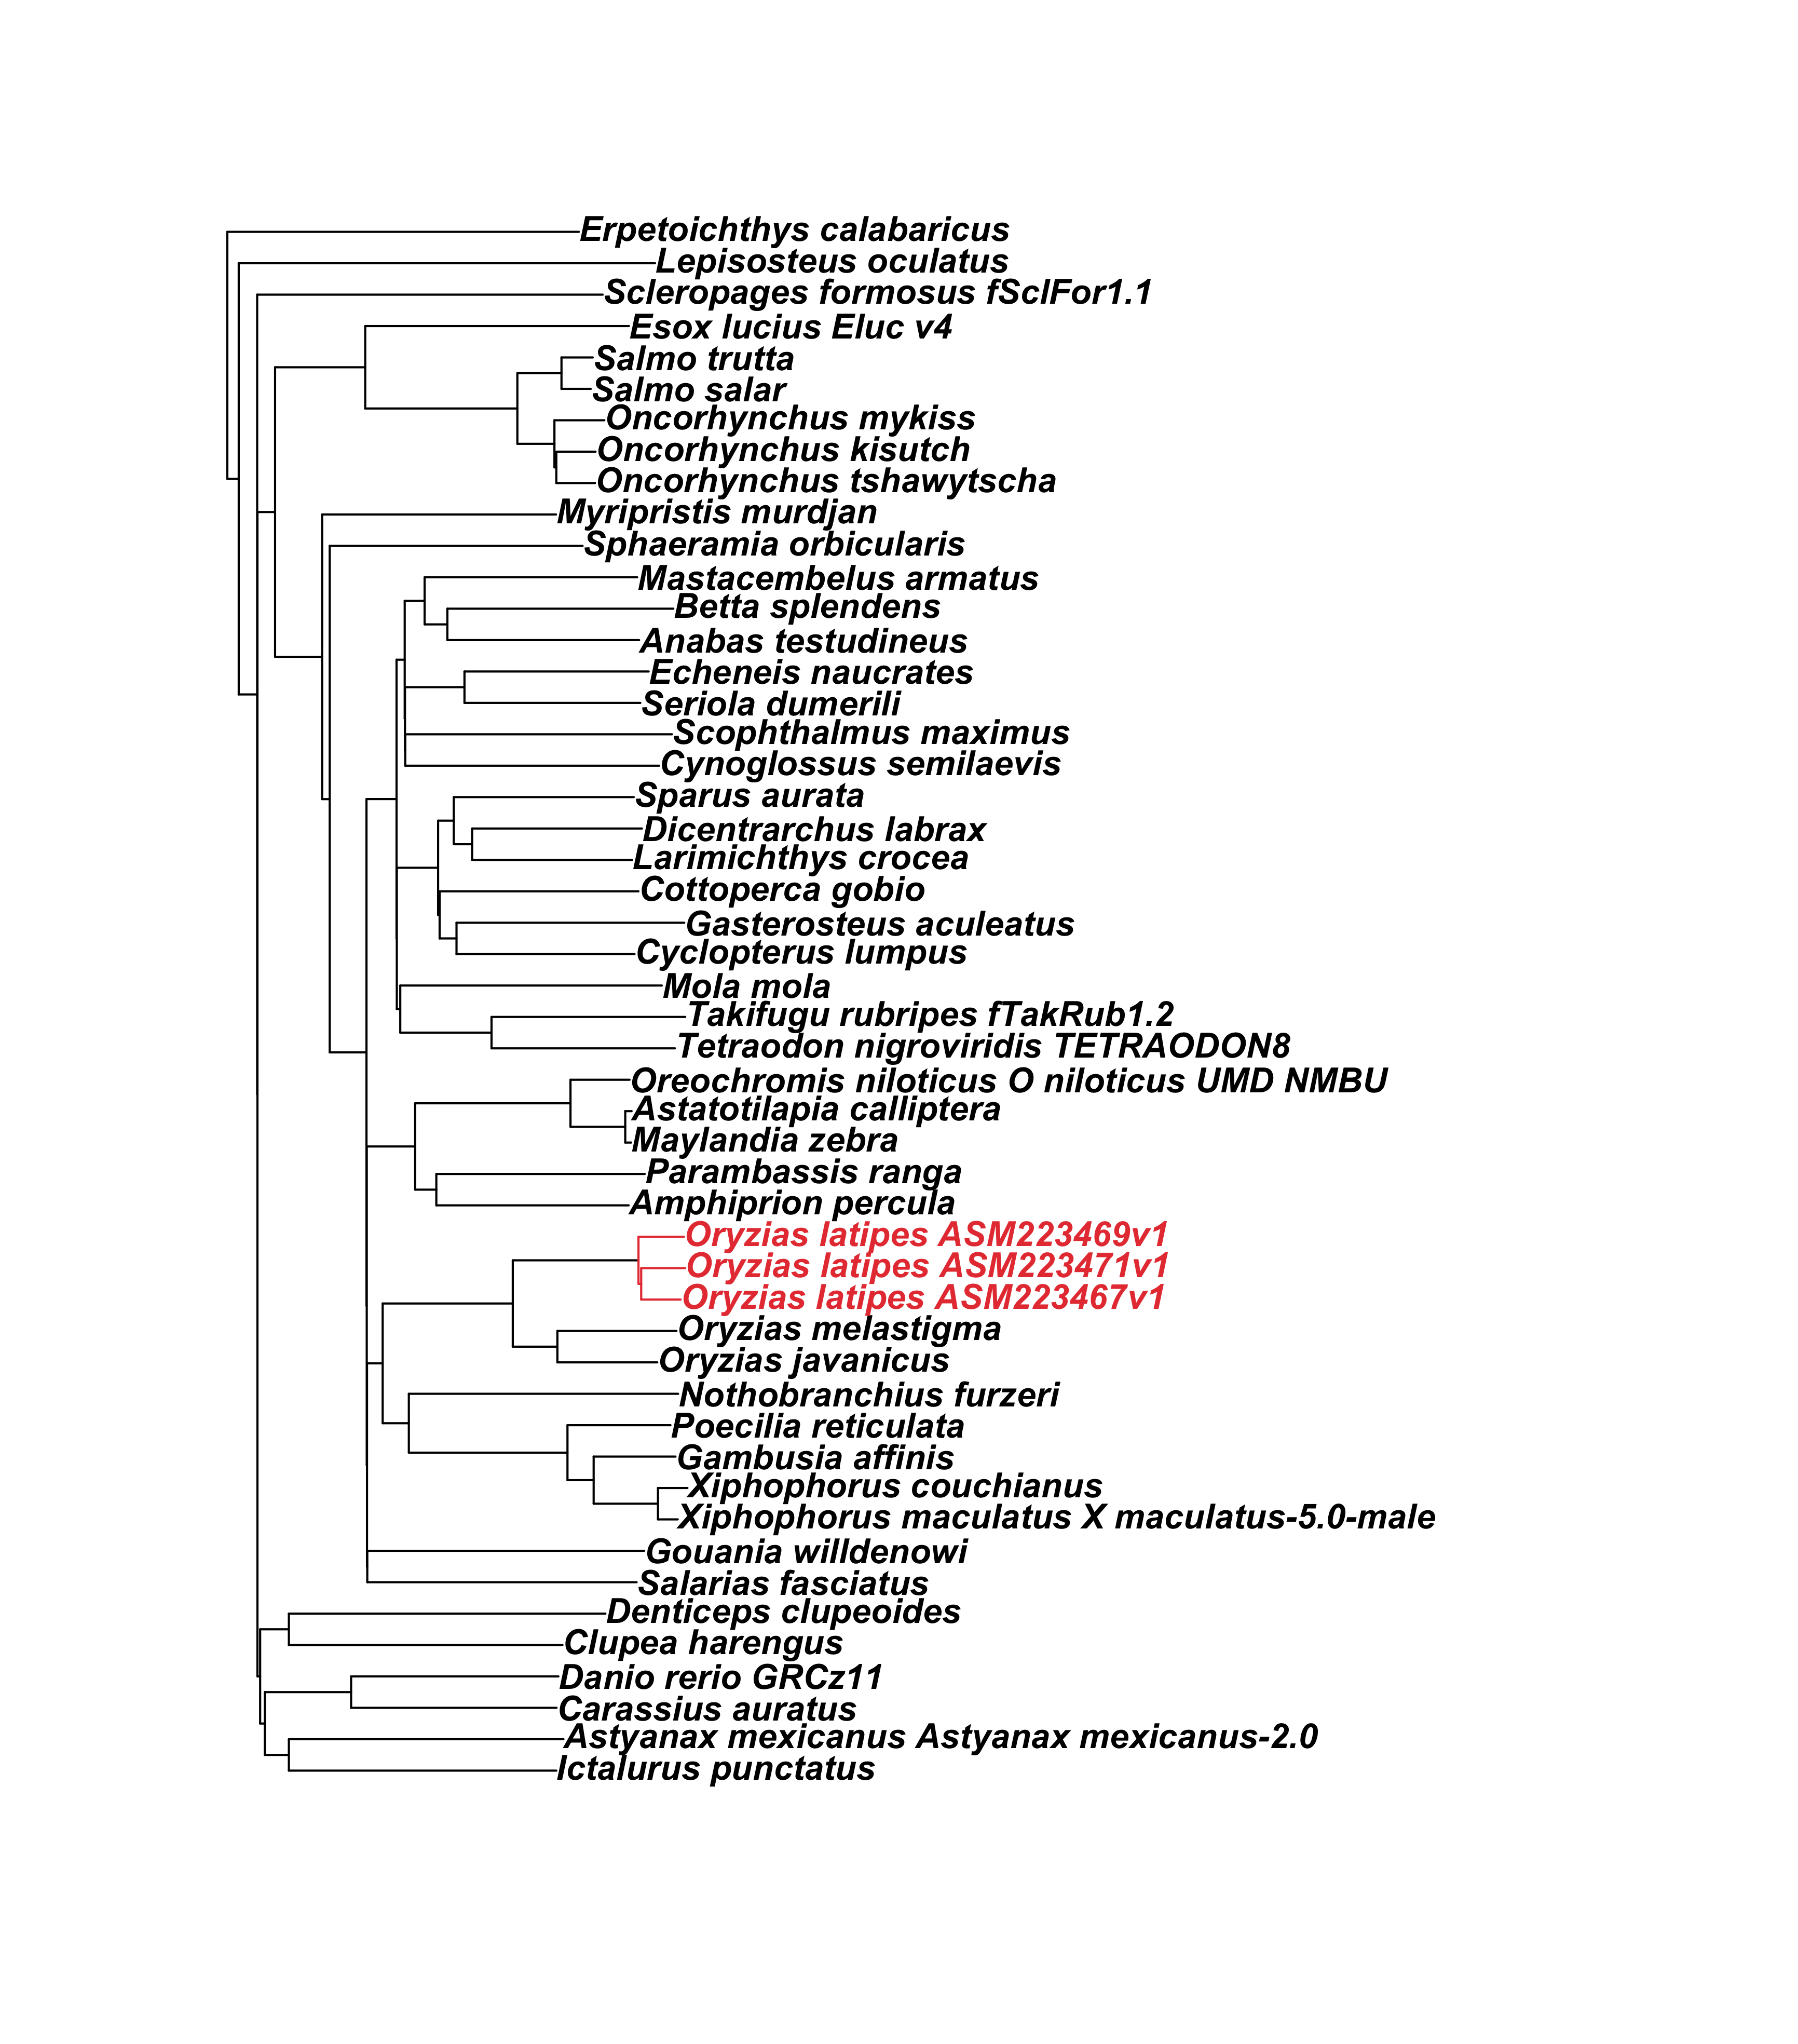 Erpetoichthys calabaricus
Lepisosteus oculatus
Scleropages formosus fSclFor1.1
Esox lucius Eluc v4
Salmo trutta
Salmo salar
Oncorhynchus mykiss
Oncorhynchus kisutch
Oncorhynchus tshawytscha
Myripristis murdjan
Sphaeramia orbicularis
Mastacembelus armatus
Betta splendens
Anabas testudineus
Echeneis naucrates
Seriola dumerili
Scophthalmus maximus
Cynoglossus semilaevis
Sparus aurata
Dicentrarchus labrax
Larimichthys crocea
Cottoperca gobio
Gasterosteus aculeatus
Cyclopterus lumpus
Mola mola
Takifugu rubripes fTakRub1.2
Tetraodon nigroviridis TETRAODON8
Oreochromis niloticus O niloticus UMD NMBU
Astatotilapia calliptera
Maylandia zebra
Parambassis ranga
Amphiprion percula
Oryzias latipes ASM223469v1
Oryzias latipes ASM223471v1
Oryzias latipes ASM223467v1
Oryzias melastigma
Oryzias javanicus
Nothobranchius furzeri
Poecilia reticulata
Gambusia affinis
Xiphophorus couchianus
Xiphophorus maculatus X maculatus-5.0-male
Gouania willdenowi
Salarias fasciatus
Denticeps clupeoides
Clupea harengus
Danio rerio GRCz11
Carassius auratus
Astyanax mexicanus Astyanax mexicanus-2.0
Ictalurus punctatus